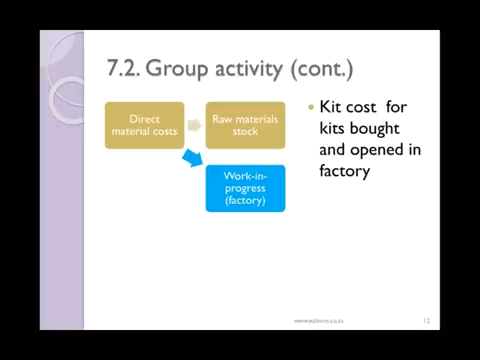 7.2. Group activity (cont.)
Direct
material costs
Raw materials
stock
Work-in-
progress
(factory)
• Kit cost for
kits bought
and opened in
factory
12